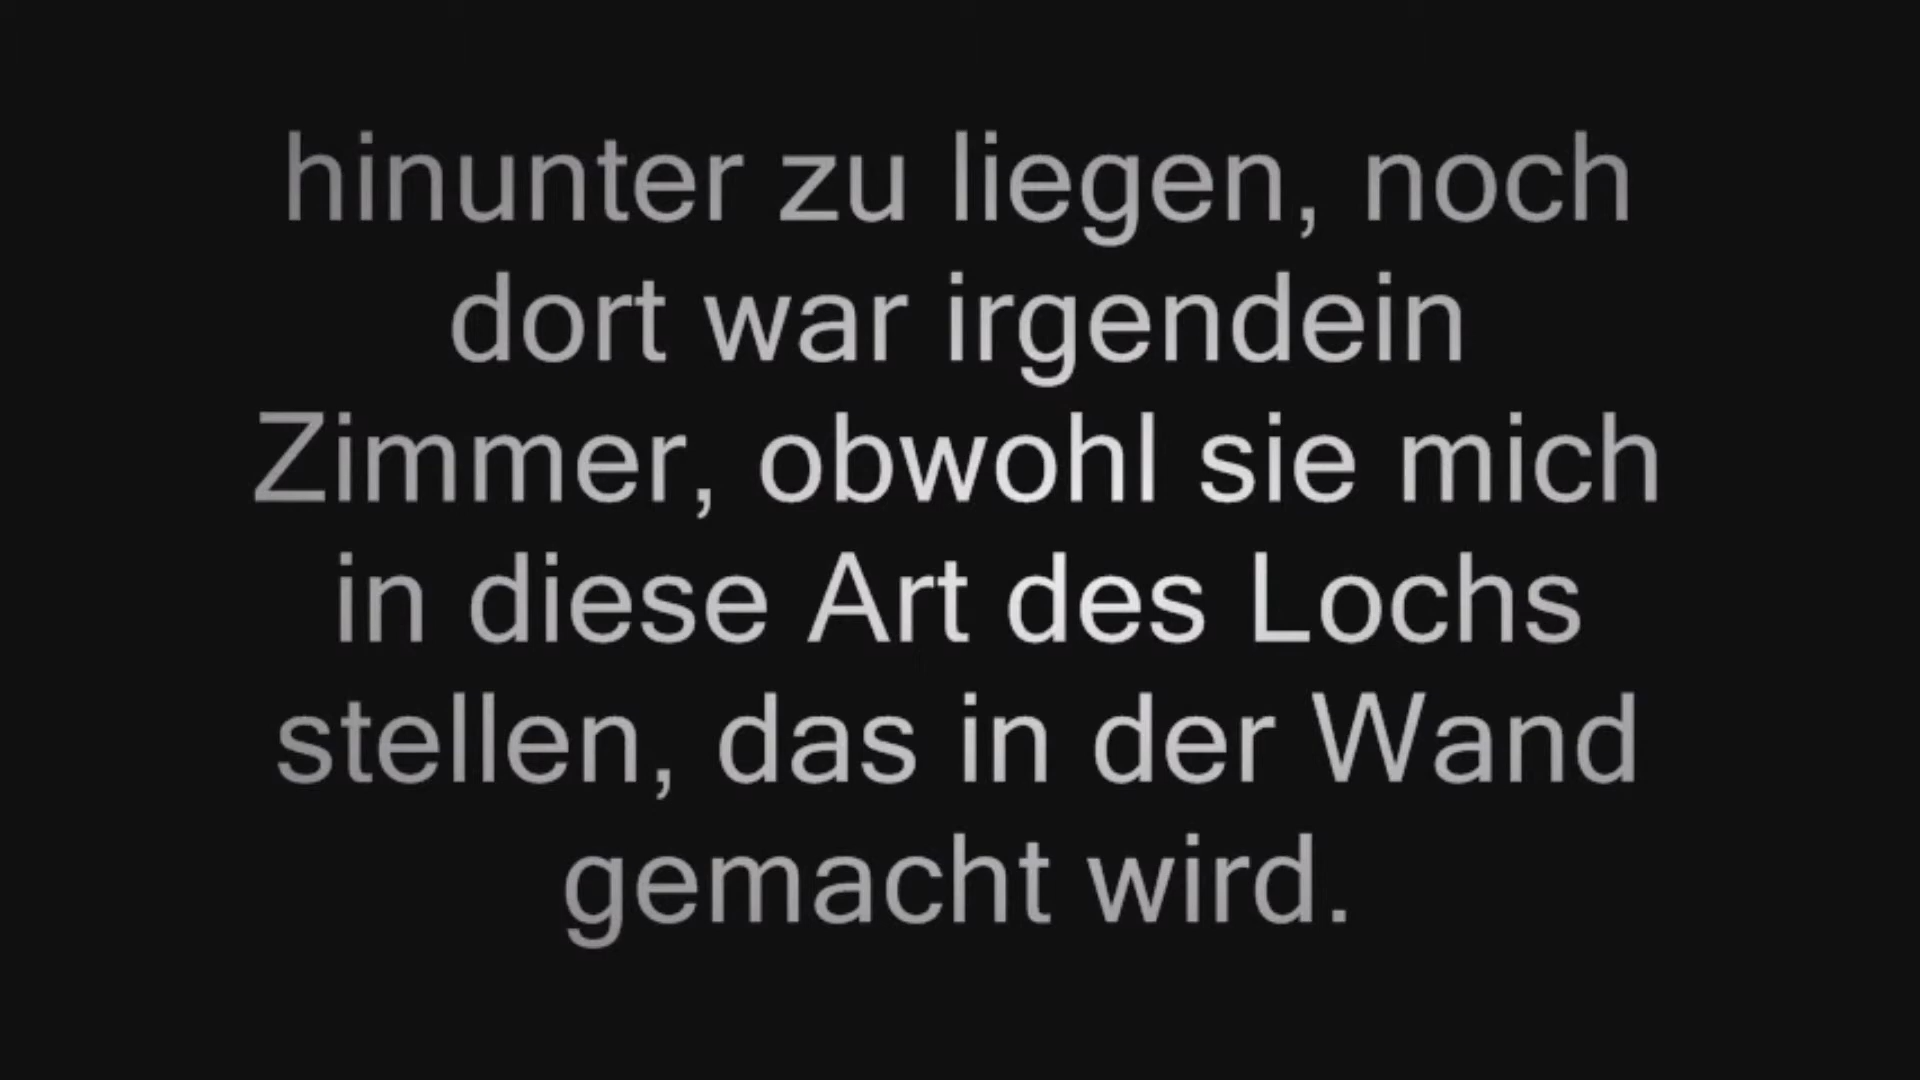 hinunter zu liegen, noch
dort war irgendein
Zimmer, obwohl sie mich
in diese Art des Lochs
stellen, das in der Wand
gemacht wird.